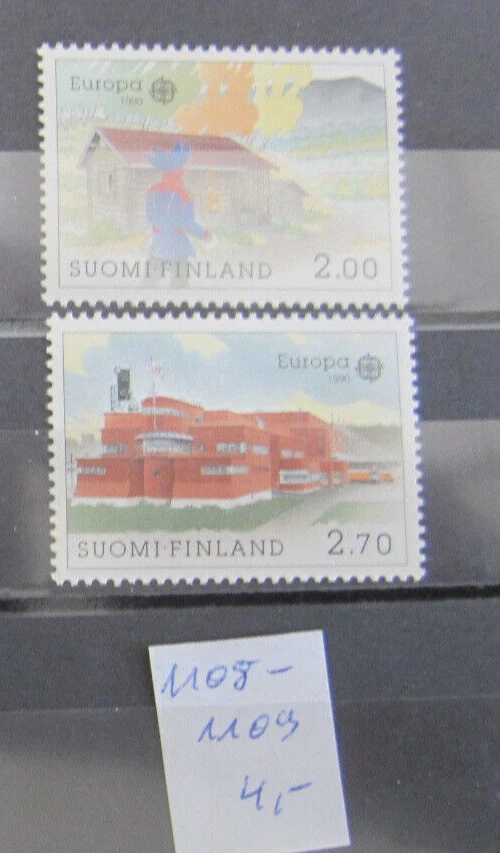 Europa
1990
SUOMI·FINLAND 2.00
Europa
1990
SUOMI·FINLAND 2.70
1108-
1109
4,-